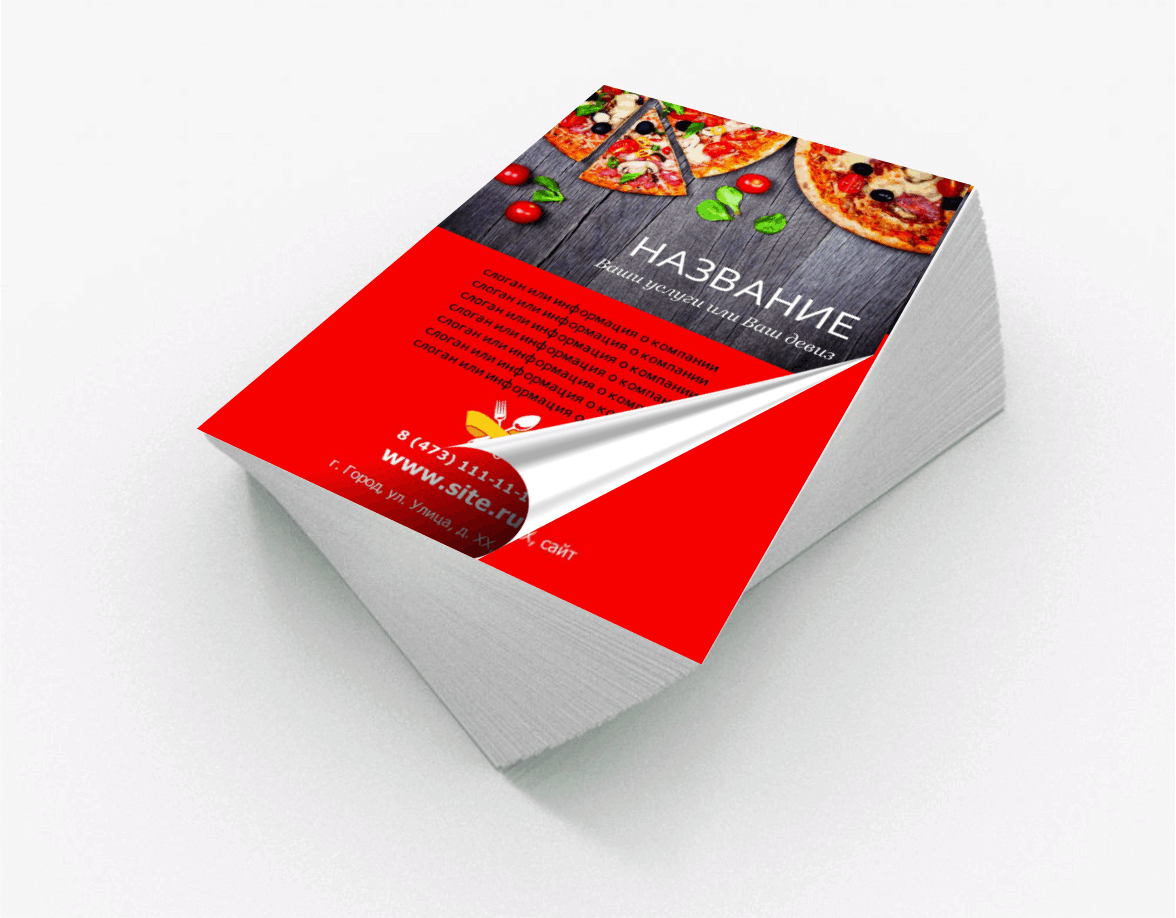 НАЗВАНИЕ
Ваши услуги или Ваш девиз
слоган или информация о компании
слоган или информация о компании
слоган или информация о компании
слоган или информация о компании
слоган или информация о
слоган или информация о
слоган или информация о
8 (473) 111-11-1
www.site.ru
г. Город, ул. Улица, д. XX, сайт